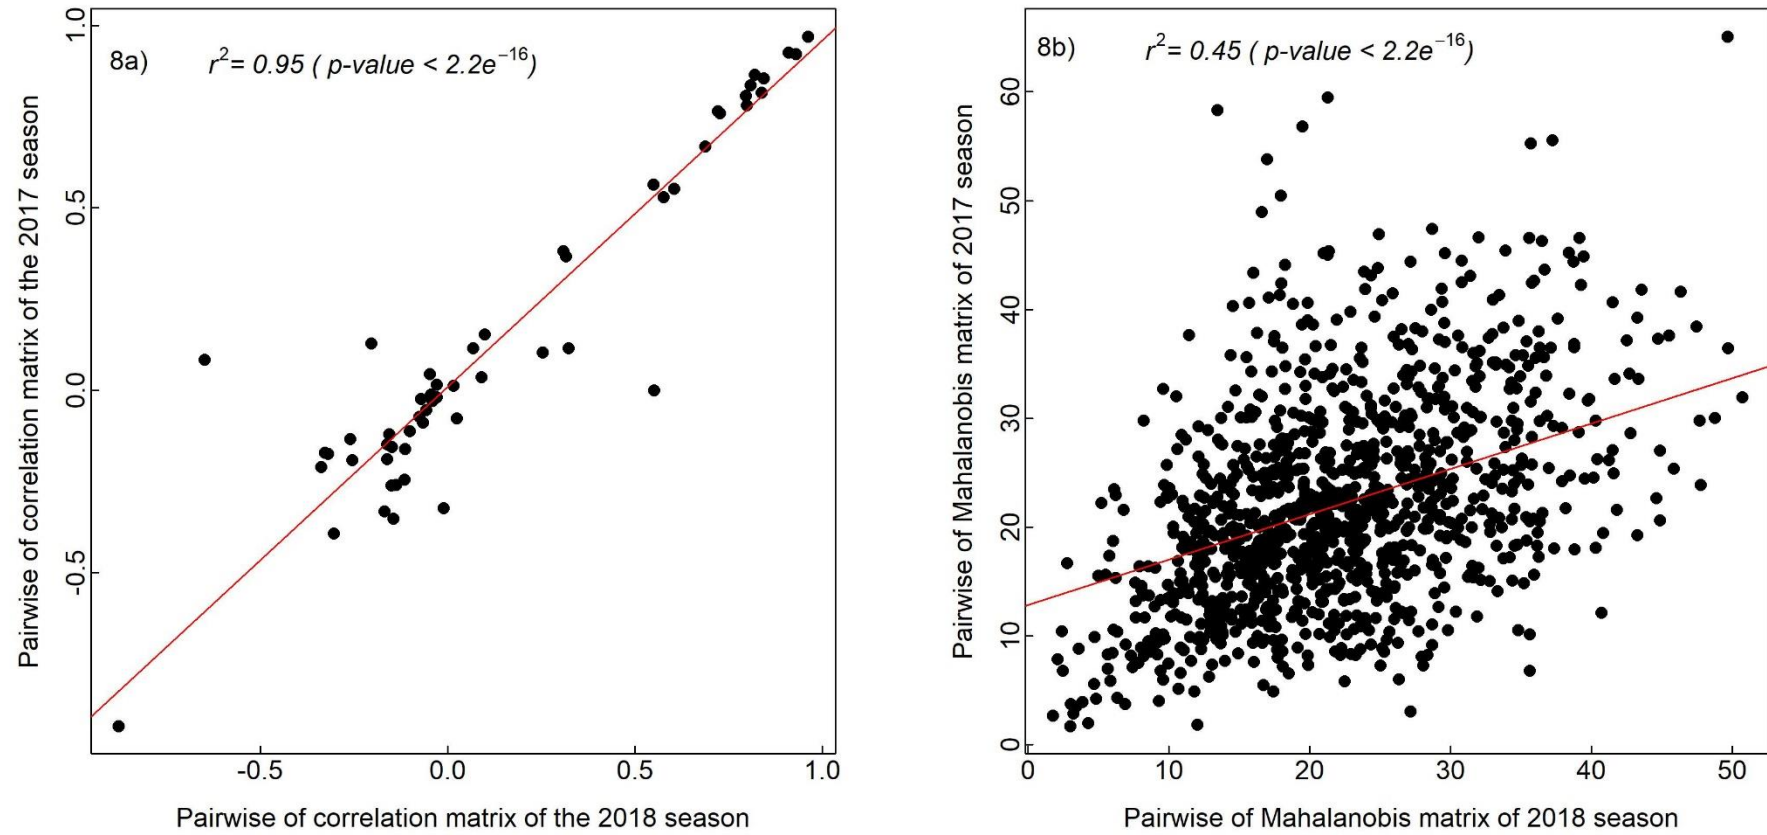 8a)
r²= 0.95 ( p-value < 2.2e⁻¹⁶)
Pairwise of correlation matrix of the 2017 season
1.0
0.5
0.0
-0.5
-0.5
0.0
0.5
1.0
Pairwise of correlation matrix of the 2018 season
8b)
r²= 0.45 ( p-value < 2.2e⁻¹⁶)
Pairwise of Mahalanobis matrix of 2017 season
60
50
40
30
20
10
0
0
10
20
30
40
50
Pairwise of Mahalanobis matrix of 2018 season